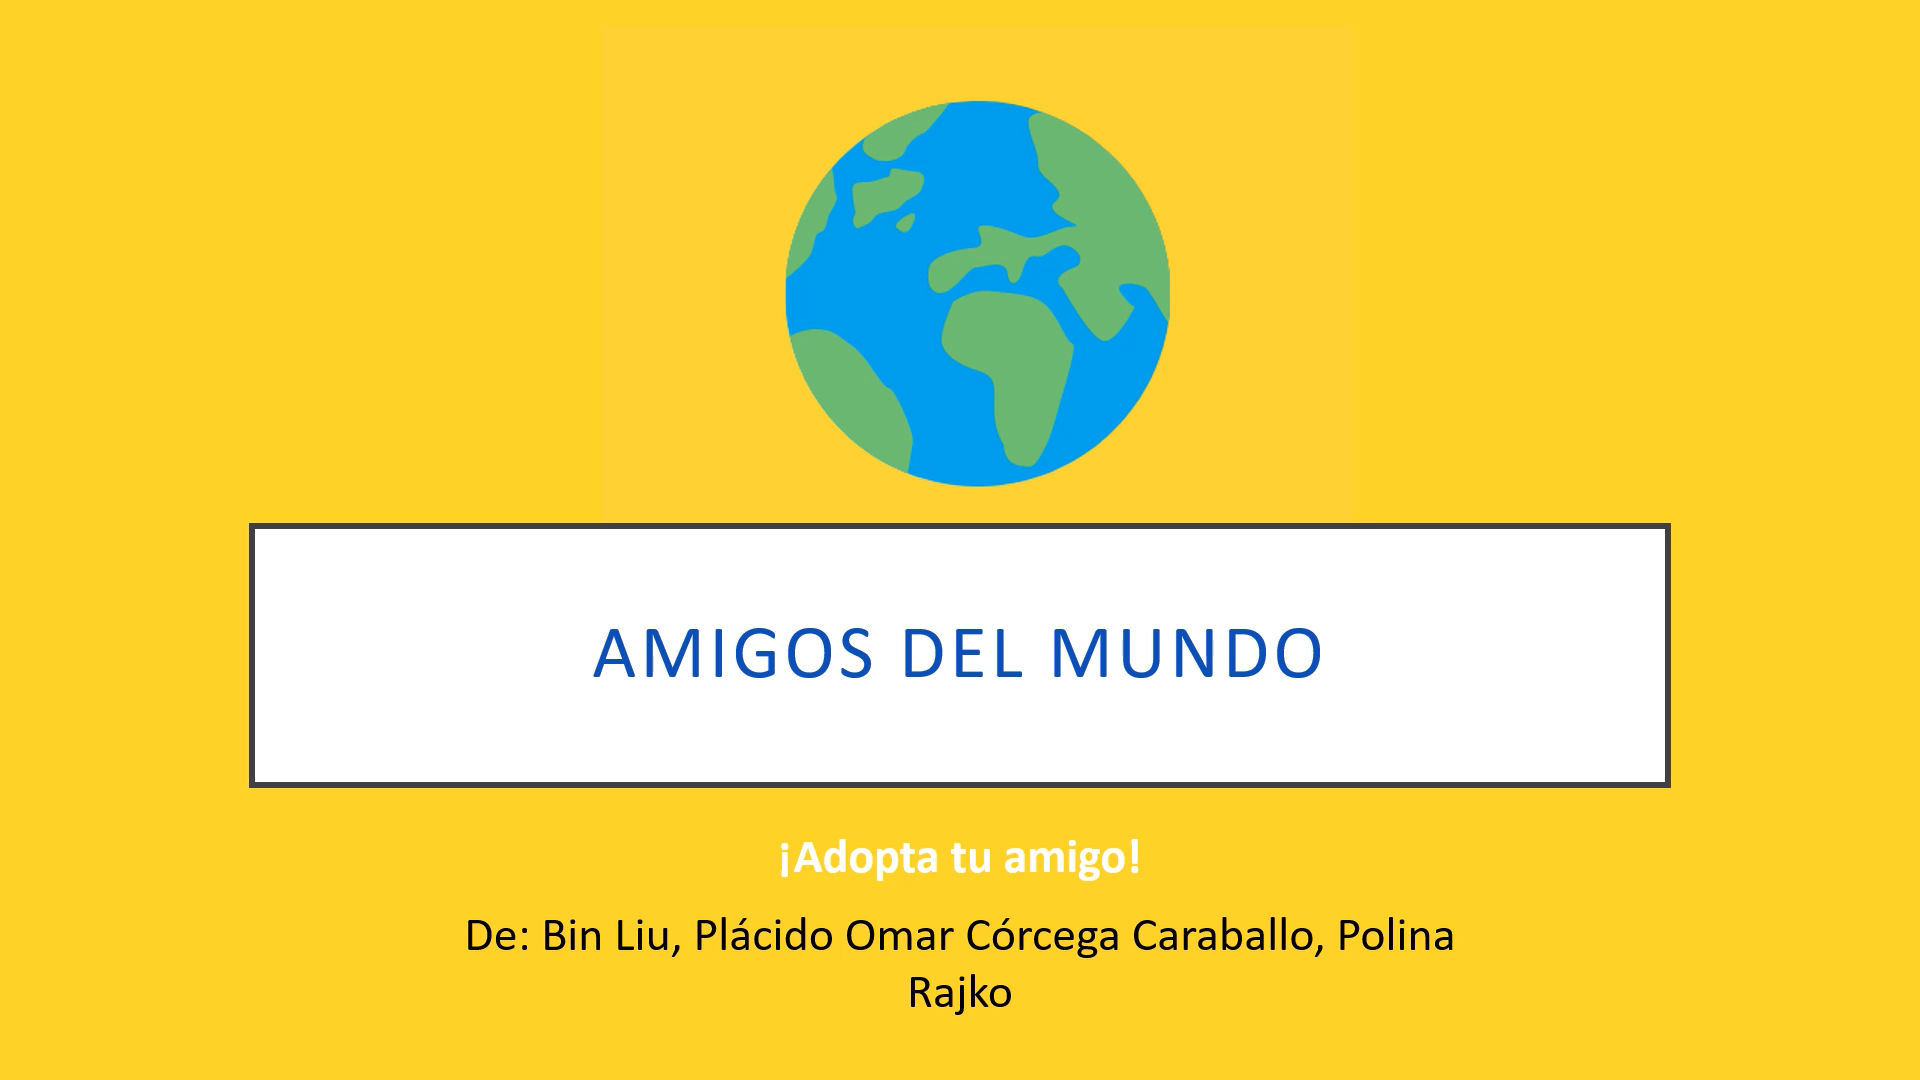 AMIGOS DEL MUNDO
¡Adopta tu amigo!
De: Bin Liu, Plácido Omar Córcega Caraballo, Polina
Rajko